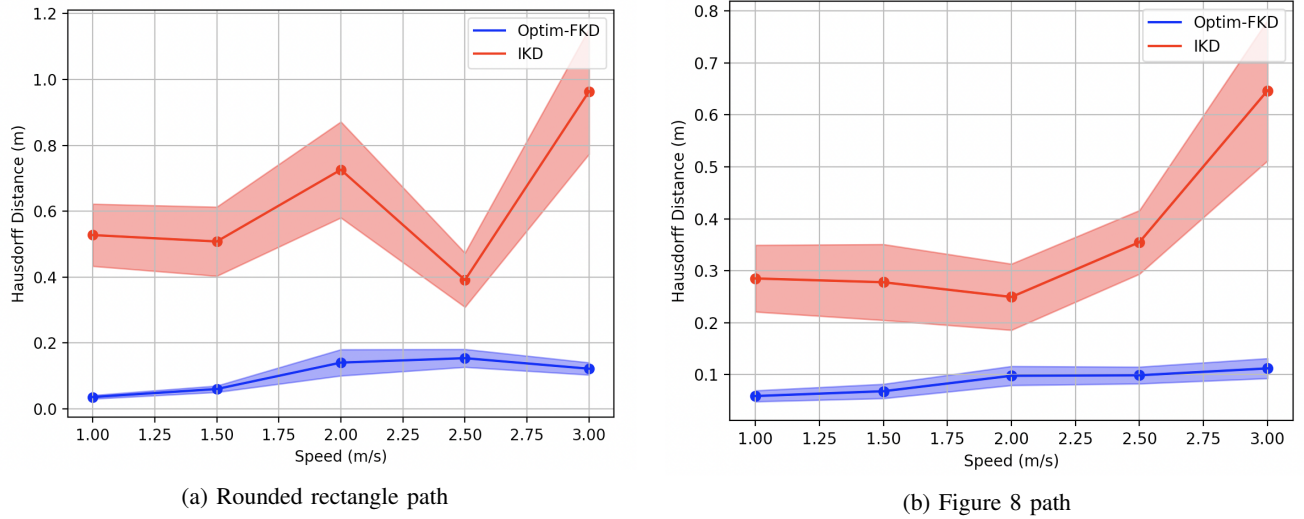 1.2
1.0
0.8
0.6
0.4
0.2
0.0
Hausdorff Distance (m)
Optim-FKD
IKD
1.00 1.25 1.50 1.75 2.00 2.25 2.50 2.75 3.00
Speed (m/s)
(a) Rounded rectangle path
0.8
0.7
0.6
0.5
0.4
0.3
0.2
0.1
Hausdorff Distance (m)
Optim-FKD
IKD
1.00 1.25 1.50 1.75 2.00 2.25 2.50 2.75 3.00
Speed (m/s)
(b) Figure 8 path